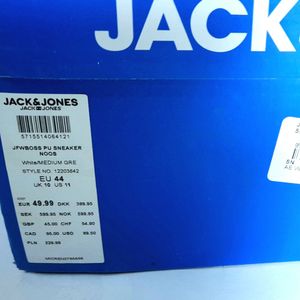 JACK
JACK&JONES
JACK & JONES
5715514064121
JFWBOSS PU SNEAKER
NOOS
White/MEDIUM GRE
STYLE NO. 12203642
EU 44
UK 10 US 11
EUR 49.99 DKK 399.95
SEK 599.95 NOK 599.95
GBP 45.00 CHF 54.90
CAD 95.00 USD 89.50
PLN 229.99